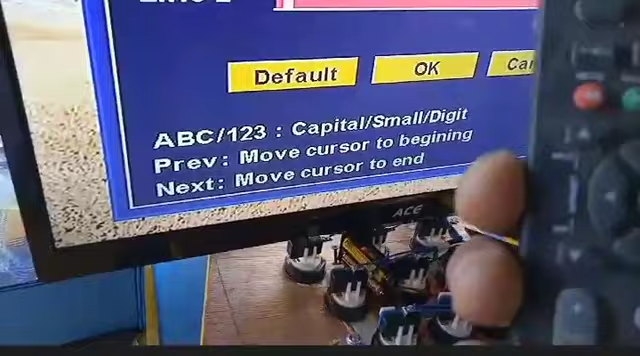 Default OK
ABC/123 : Capital/Small/Digit
Prev: Move cursor to begining
Next: Move cursor to end
ACE